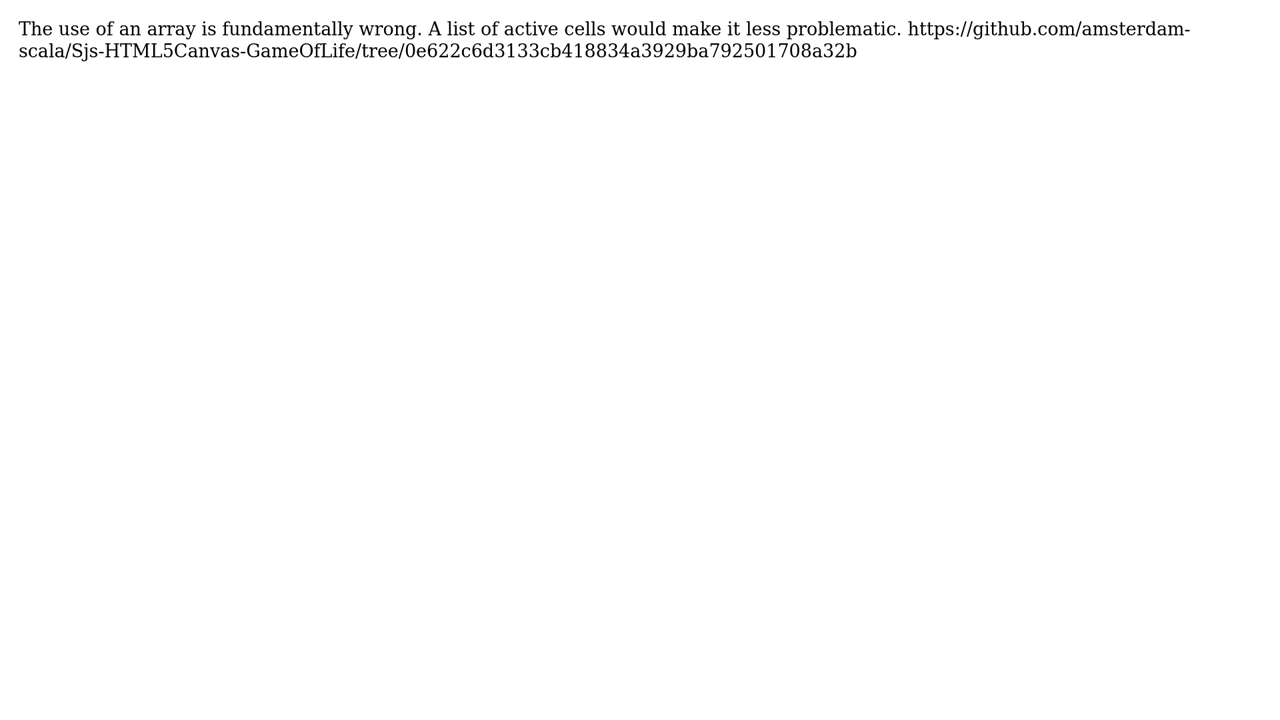 The use of an array is fundamentally wrong. A list of active cells would make it less problematic. https://github.com/amsterdam-
scala/Sjs-HTML5Canvas-GameOfLife/tree/0e622c6d3133cb418834a3929ba792501708a32b